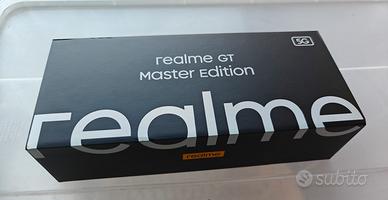 realme GT
Master Edition
5G
realme
realme
subito